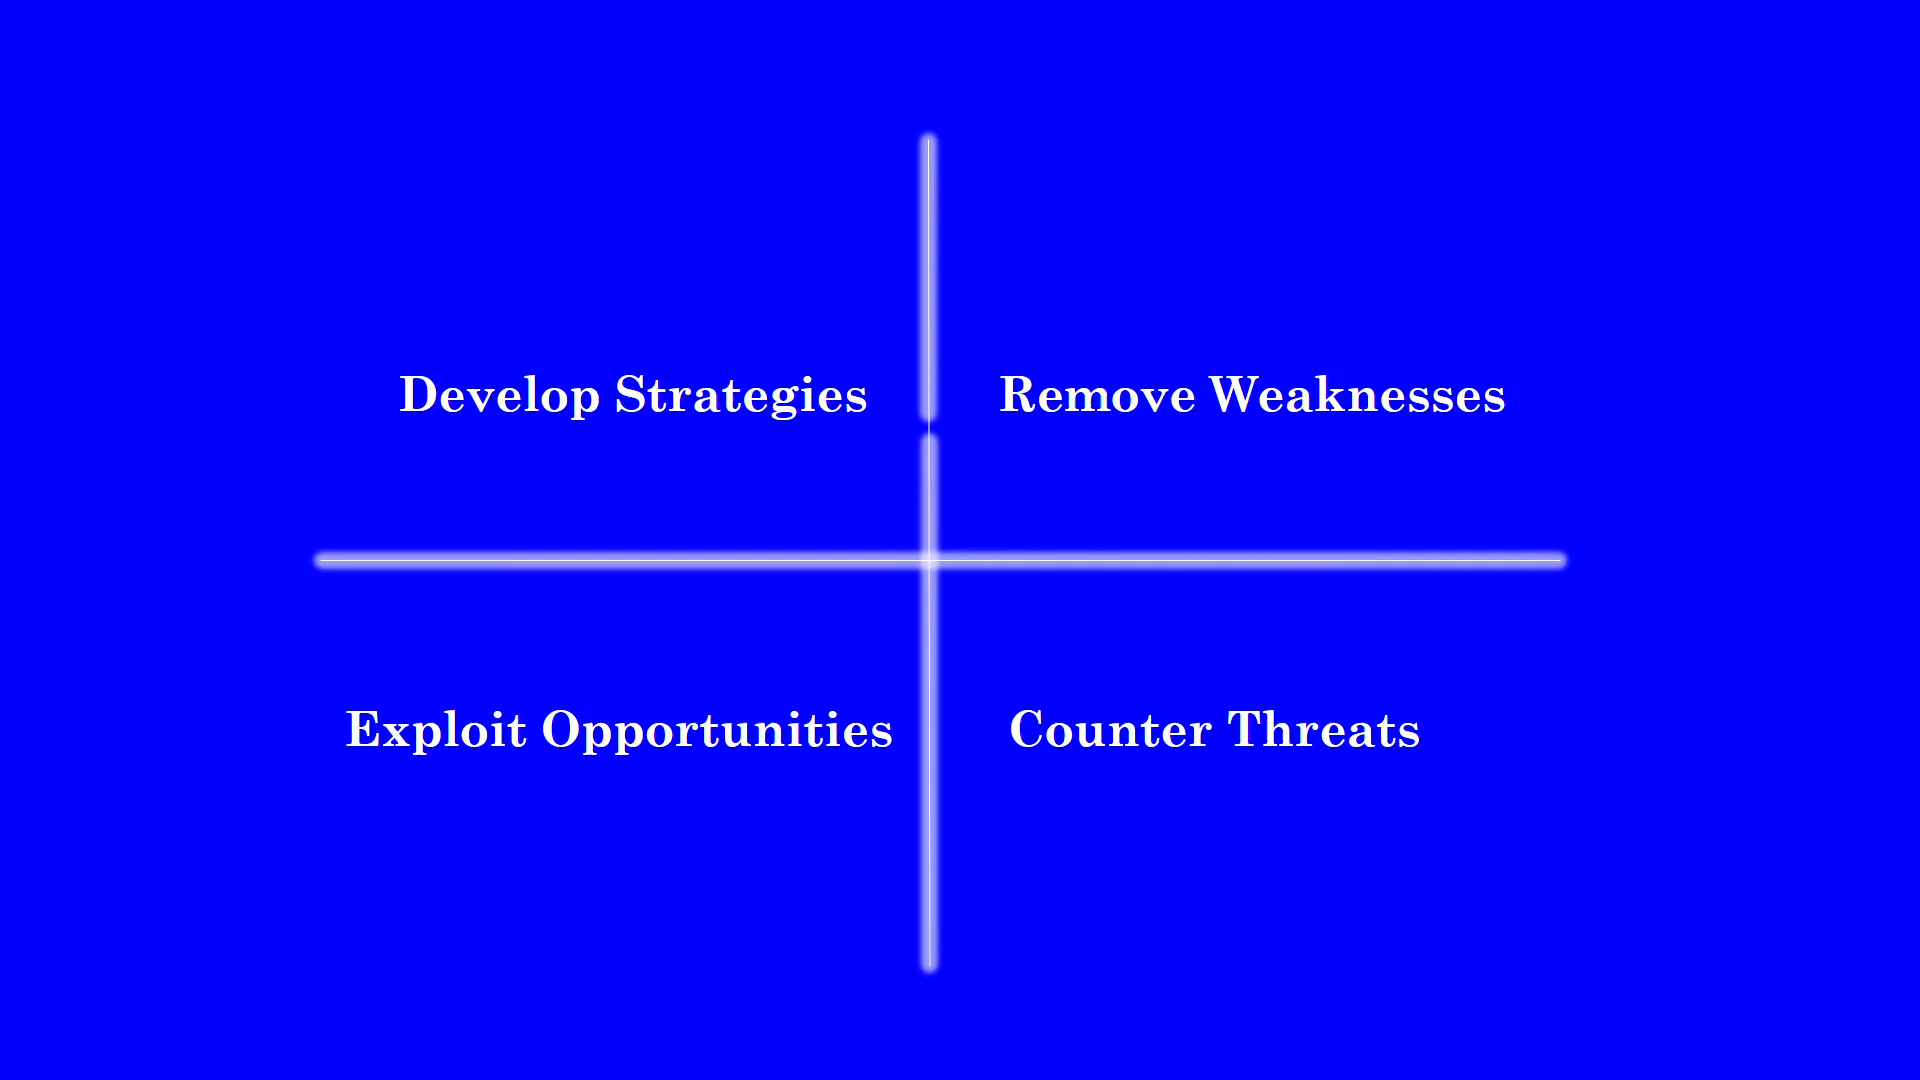 Develop Strategies
Remove Weaknesses
Exploit Opportunities
Counter Threats